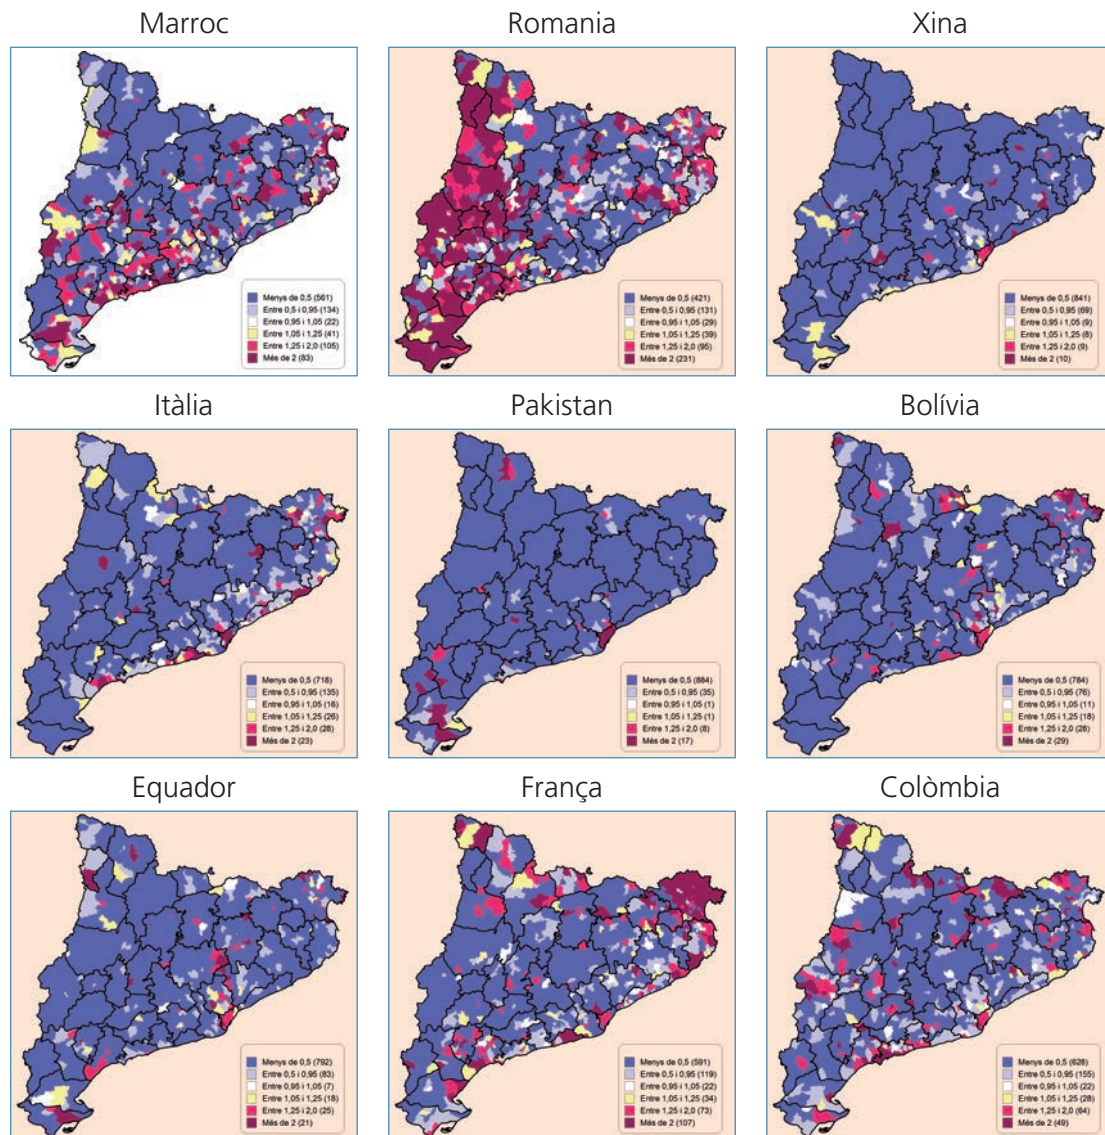 Marroc
Romania
Xina
Menys de 0,5 (561)
Entre 0,5 i 0,95 (134)
Entre 0,95 i 1,05 (22)
Entre 1,05 i 1,25 (41)
Entre 1,25 i 2,0 (105)
Més de 2 (83)
Menys de 0,5 (421)
Entre 0,5 i 0,95 (131)
Entre 0,95 i 1,05 (29)
Entre 1,05 i 1,25 (39)
Entre 1,25 i 2,0 (95)
Més de 2 (231)
Menys de 0,5 (841)
Entre 0,5 i 0,95 (69)
Entre 0,95 i 1,05 (9)
Entre 1,05 i 1,25 (8)
Entre 1,25 i 2,0 (9)
Més de 2 (10)
Itàlia
Pakistan
Bolívia
Menys de 0,5 (718)
Entre 0,5 i 0,95 (135)
Entre 0,95 i 1,05 (16)
Entre 1,05 i 1,25 (26)
Entre 1,25 i 2,0 (28)
Més de 2 (23)
Menys de 0,5 (884)
Entre 0,5 i 0,95 (35)
Entre 0,95 i 1,05 (1)
Entre 1,05 i 1,25 (1)
Entre 1,25 i 2,0 (8)
Més de 2 (17)
Menys de 0,5 (784)
Entre 0,5 i 0,95 (76)
Entre 0,95 i 1,05 (11)
Entre 1,05 i 1,25 (18)
Entre 1,25 i 2,0 (28)
Més de 2 (29)
Equador
França
Colòmbia
Menys de 0,5 (792)
Entre 0,5 i 0,95 (83)
Entre 0,95 i 1,05 (7)
Entre 1,05 i 1,25 (18)
Entre 1,25 i 2,0 (25)
Més de 2 (21)
Menys de 0,5 (591)
Entre 0,5 i 0,95 (119)
Entre 0,95 i 1,05 (22)
Entre 1,05 i 1,25 (34)
Entre 1,25 i 2,0 (73)
Més de 2 (107)
Menys de 0,5 (628)
Entre 0,5 i 0,95 (155)
Entre 0,95 i 1,05 (22)
Entre 1,05 i 1,25 (28)
Entre 1,25 i 2,0 (64)
Més de 2 (49)